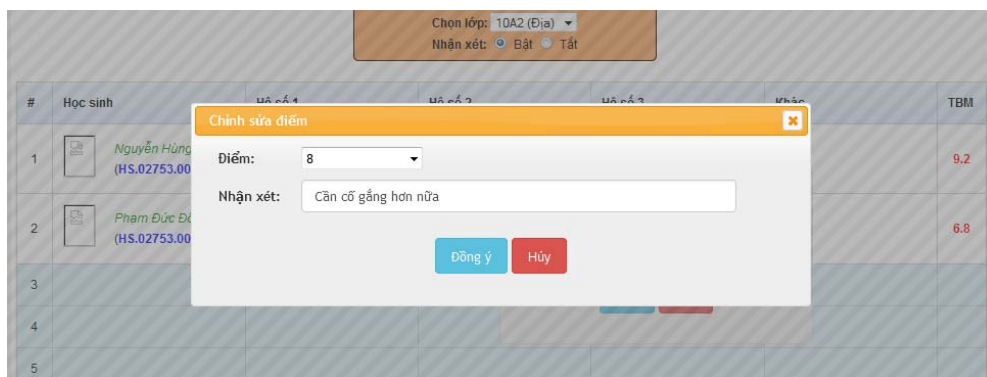 Chọn lớp: 10A2 (Địa)
Nhận xét: Bật Tắt
# Học sinh Hệ số 1 Hệ số 2 Hệ số 3 Khác TBM
Chỉnh sửa điểm
1 Nguyễn Hùng 9.2
(HS.02753.00
Điểm: 8
Nhận xét: Cần cố gắng hơn nữa
2 Phạm Đức 6.8
(HS.02753.00
Đồng ý Hủy
3
4
5